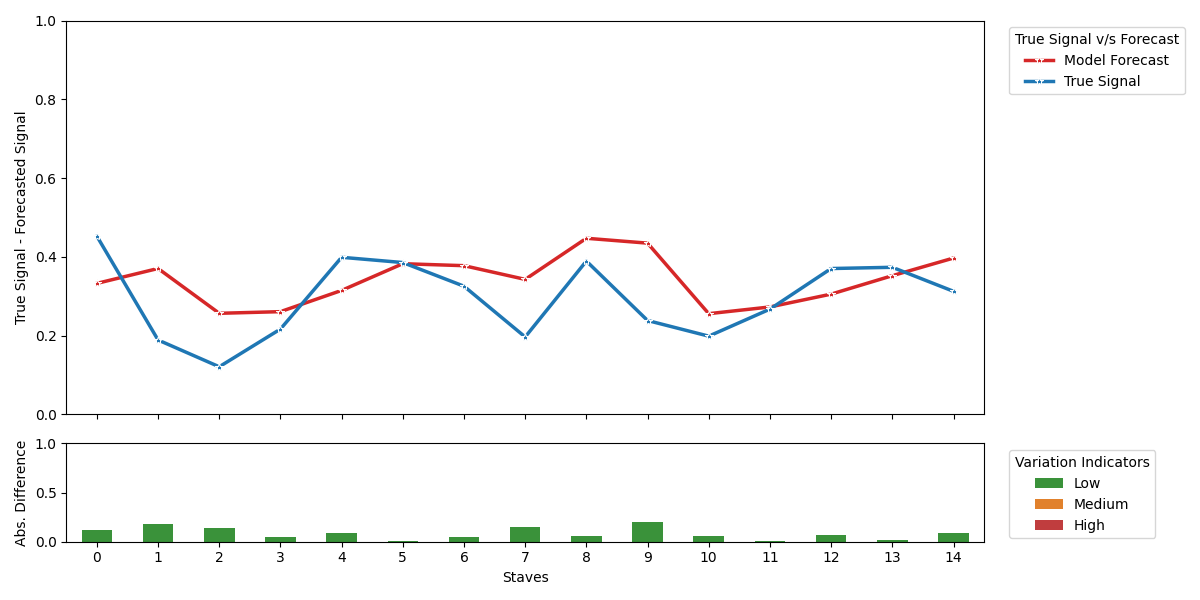 1.0
0.8
0.6
0.4
0.2
0.0
True Signal - Forecasted Signal
True Signal v/s Forecast
Model Forecast
True Signal
1.0
0.5
0.0
Abs. Difference
0 1 2 3 4 5 6 7 8 9 10 11 12 13 14
Staves
Variation Indicators
Low
Medium
High